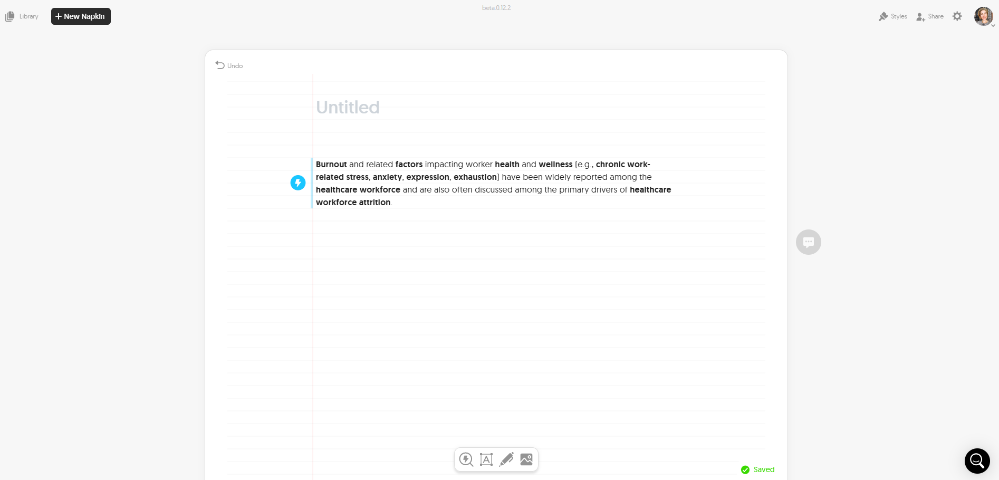 beta.0.12.2
Library
+ New Napkin
Styles
Share
Undo
Untitled
Burnout and related factors impacting worker health and wellness (e.g., chronic work-
related stress, anxiety, expression, exhaustion) have been widely reported among the
healthcare workforce and are also often discussed among the primary drivers of healthcare
workforce attrition.
A
Saved